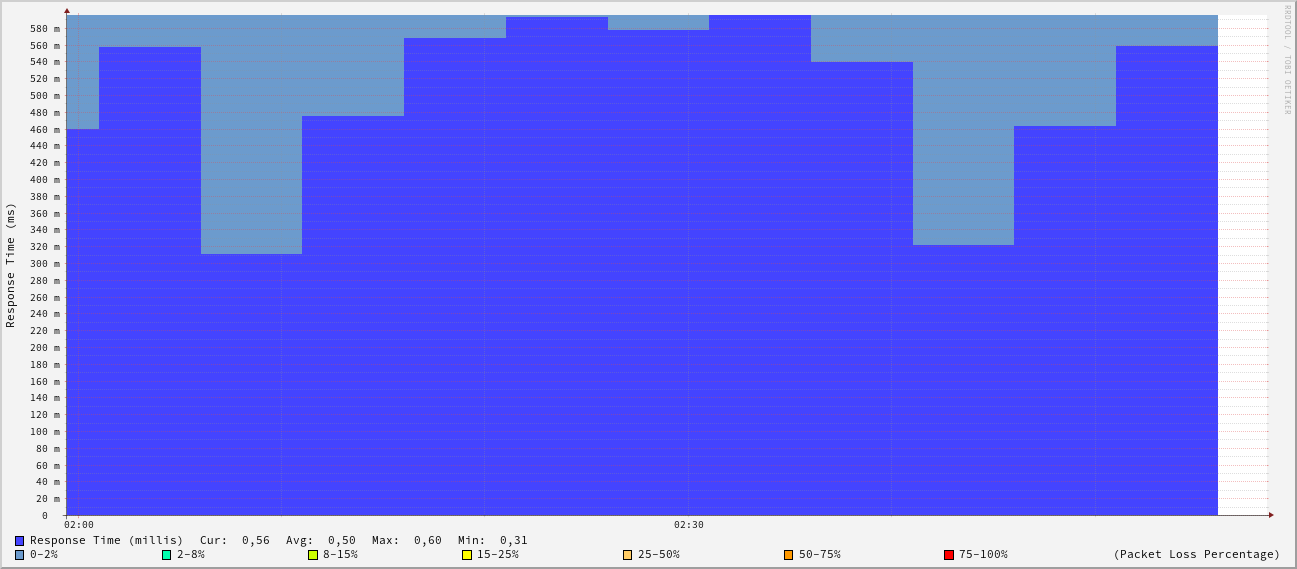 RRDTOOL / TOBI OETIKER
Response Time (ms)
580 m
560 m
540 m
520 m
500 m
480 m
460 m
440 m
420 m
400 m
380 m
360 m
340 m
320 m
300 m
280 m
260 m
240 m
220 m
200 m
180 m
160 m
140 m
120 m
100 m
80 m
60 m
40 m
20 m
0
02:00 02:30
Response Time (millis) Cur: 0,56 Avg: 0,50 Max: 0,60 Min: 0,31
0-2% 2-8% 8-15% 15-25% 25-50% 50-75% 75-100% (Packet Loss Percentage)